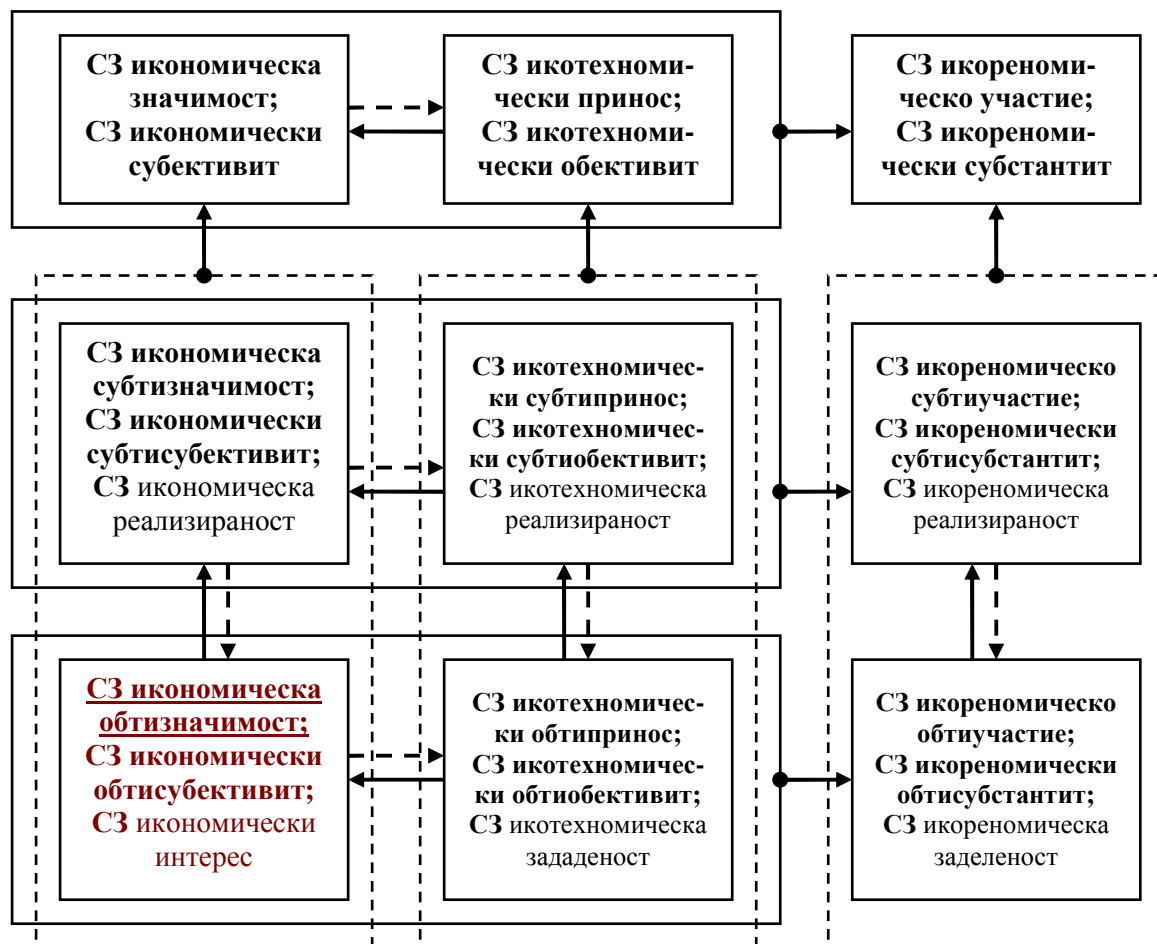 СЗ икономическа
значимост;
СЗ икономически
субективит
СЗ икотехноми-
чески принос;
СЗ икотехноми-
чески обективит
СЗ икореноми-
ческо участие;
СЗ икореноми-
чески субстантит
СЗ икономическа
субтизначимост;
СЗ икономически
субтисубективит;
СЗ икономическа
реализираност
СЗ икотехномичес-
ки субтипринос;
СЗ икотехномичес-
ки субтиобективит;
СЗ икотехномическа
реализираност
СЗ икореномическо
субтиучастие;
СЗ икореномически
субтисубстантит;
СЗ икореномическа
реализираност
СЗ икономическа
обтизначимост;
СЗ икономически
обтисубективит;
СЗ икономически
интерес
СЗ икотехномичес-
ки обтипринос;
СЗ икотехномичес-
ки обтиобективит;
СЗ икотехномическа
зададеност
СЗ икореномическо
обтиучастие;
СЗ икореномически
обтисубстантит;
СЗ икореномическа
заделеност